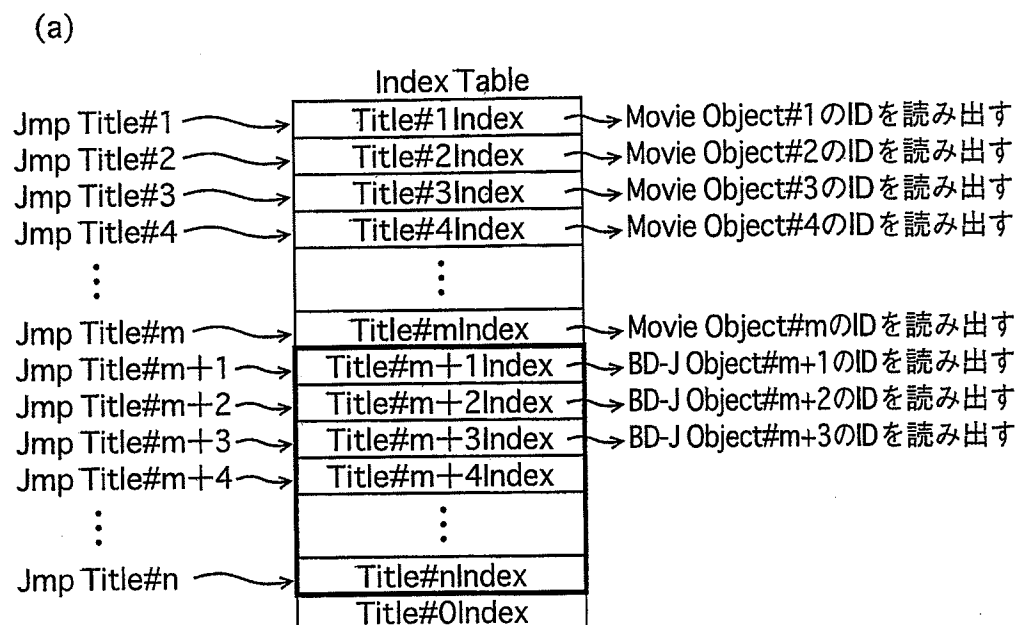 (a)
Index Table
Jmp Title#1 Title#1Index Movie Object#1のIDを読み出す
Jmp Title#2 Title#2Index Movie Object#2のIDを読み出す
Jmp Title#3 Title#3Index Movie Object#3のIDを読み出す
Jmp Title#4 Title#4Index Movie Object#4のIDを読み出す
Jmp Title#m Title#mIndex Movie Object#mのIDを読み出す
Jmp Title#m+1 Title#m+1Index BD-J Object#m+1のIDを読み出す
Jmp Title#m+2 Title#m+2Index BD-J Object#m+2のIDを読み出す
Jmp Title#m+3 Title#m+3Index BD-J Object#m+3のIDを読み出す
Jmp Title#m+4 Title#m+4Index
Jmp Title#n Title#nIndex
Title#0Index